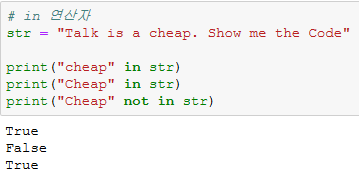 # in 연산자
str = "Talk is a cheap. Show me the Code"
print("cheap" in str)
print("Cheap" in str)
print("Cheap" not in str)
True
False
True